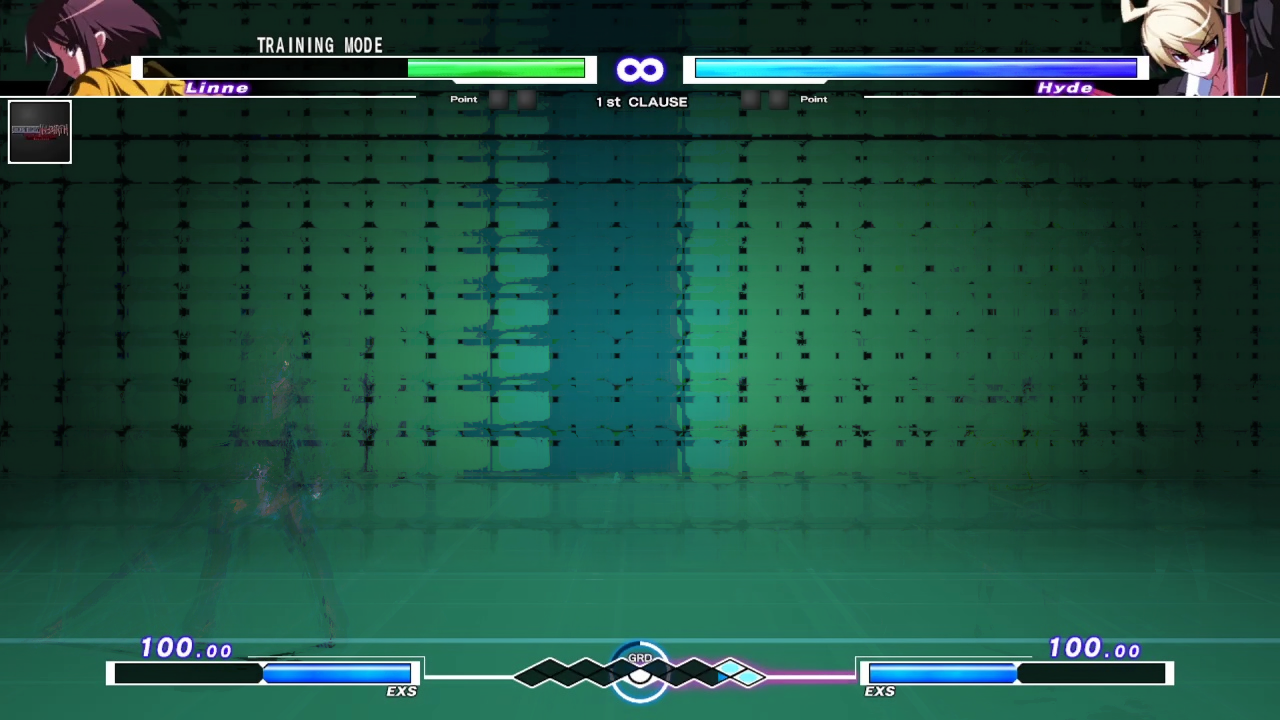 TRAINING MODE
∞
Linne
Hyde
Point
1 st CLAUSE
Point
100.00
100.00
GRD
EXS
EXS